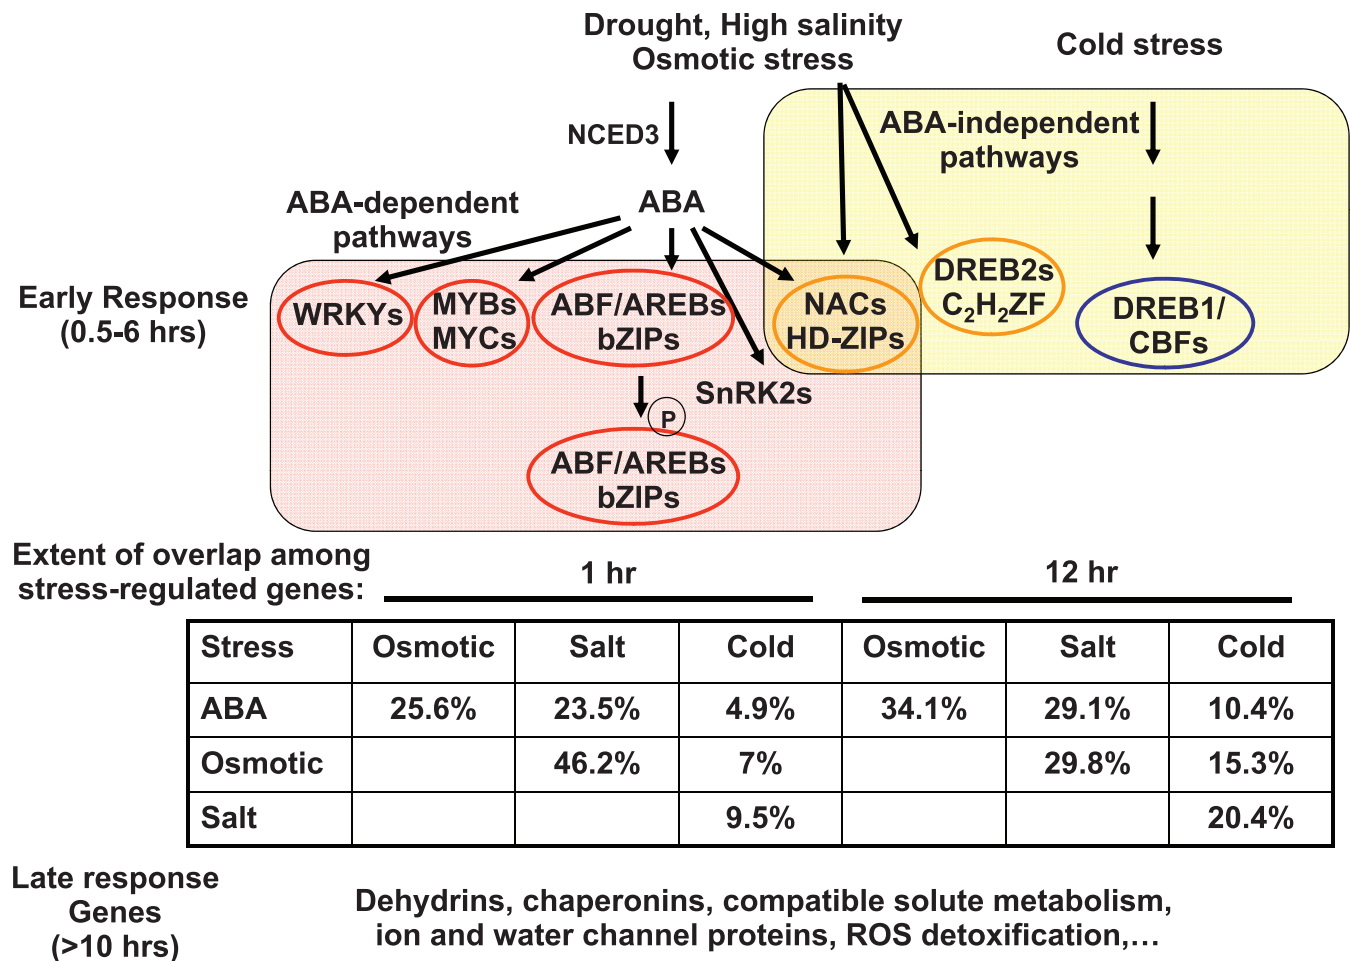 Drought, High salinity
Osmotic stress
Cold stress
NCED3
ABA-independent
pathways
ABA-dependent
pathways
ABA
Early Response
(0.5-6 hrs)
WRKYs
MYBs
MYCs
ABF/AREBs
bZIPs
NACs
HD-ZIPs
DREB2s
C₂H₂ZF
DREB1/
CBFs
SnRK2s
P
ABF/AREBs
bZIPs
Extent of overlap among
stress-regulated genes:
1 hr
12 hr
Stress Osmotic Salt Cold Osmotic Salt Cold
ABA 25.6% 23.5% 4.9% 34.1% 29.1% 10.4%
Osmotic 46.2% 7% 29.8% 15.3%
Salt 9.5% 20.4%
Late response
Genes
(>10 hrs)
Dehydrins, chaperonins, compatible solute metabolism,
ion and water channel proteins, ROS detoxification,...